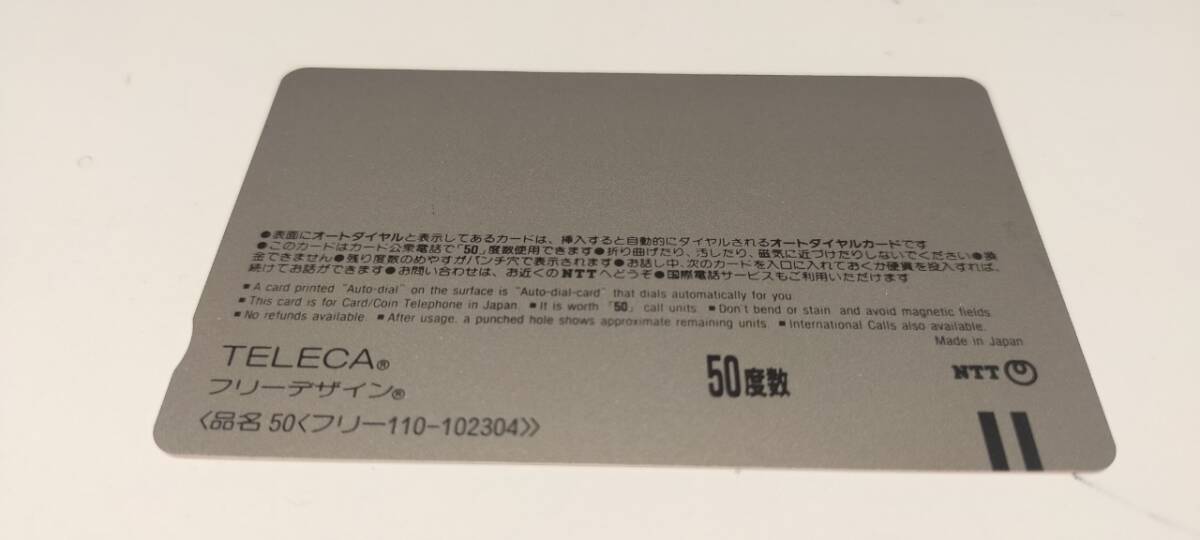 ●表面にオートダイヤルと表示してあるカードは、挿入すると自動的にダイヤルされるオートダイヤルカードです
●このカードはカード公衆電話で「50」度数使用できます●折り曲げたり、汚したり、磁気に近づけたりしないでください●換
金できません●残り度数のめやすがパンチ穴で表示されます●お話し中、次のカードを入口に入れておくか硬貨を投入すれば、
続けてお話ができます●お問い合わせは、お近くのNTTへどうぞ●国際電話サービスもご利用いただけます
■A card printed "Auto-dial" on the surface is "Auto-dial-card" that dials automatically for you.
■This card is for Card/Coin Telephone in Japan. ■It is worth「50」call units. ■Don't bend or stain and avoid magnetic fields.
■No refunds available. ■After usage, a punched hole shows approximate remaining units. ■International Calls also available.
Made in Japan
TELECA®
フリーデザイン®
50度数
NTT
〈品名 50〈フリー110-102304〉〉